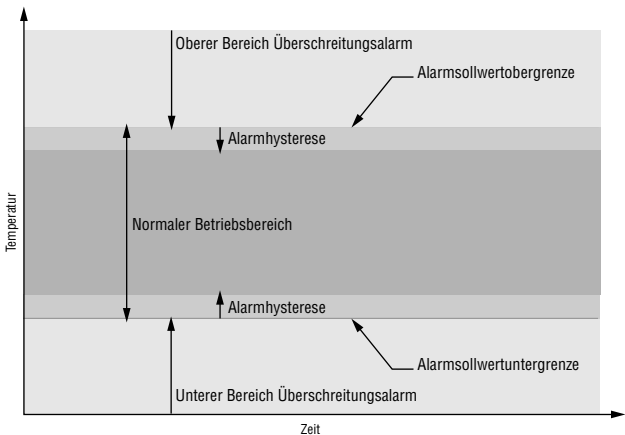 Oberer Bereich Überschreitungsalarm
Alarmsollwertobergrenze
Alarmhysterese
Temperatur
Normaler Betriebsbereich
Alarmhysterese
Alarmsollwertuntergrenze
Unterer Bereich Überschreitungsalarm
Zeit